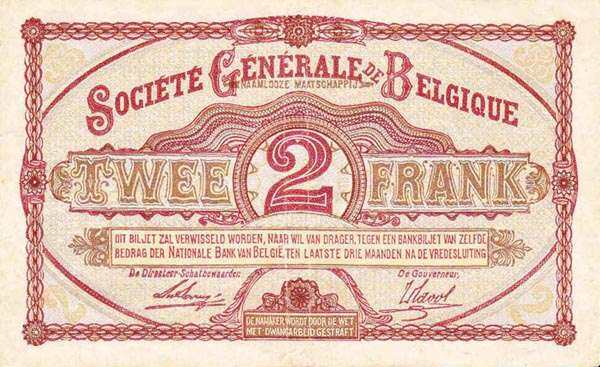 SOCIÉTÉ GÉNÉRALE DE BELGIQUE
NAAMLOOZE MAATSCHAPPIJ
TWEE 2 FRANK
DIT BILJET ZAL VERWISSELD WORDEN, NAAR WIL VAN DRAGER, TEGEN EEN BANKBILJET VAN ZELFDE
BEDRAG DER NATIONALE BANK VAN BELGIË, TEN LAATSTE DRIE MAANDEN NA DE VREDESLUITING
De Directeer-Schatbewaarder, De Gouverneur,
DE NAMAKER WORDT DOOR DE WET
MET DWANGARBEID GESTRAFT